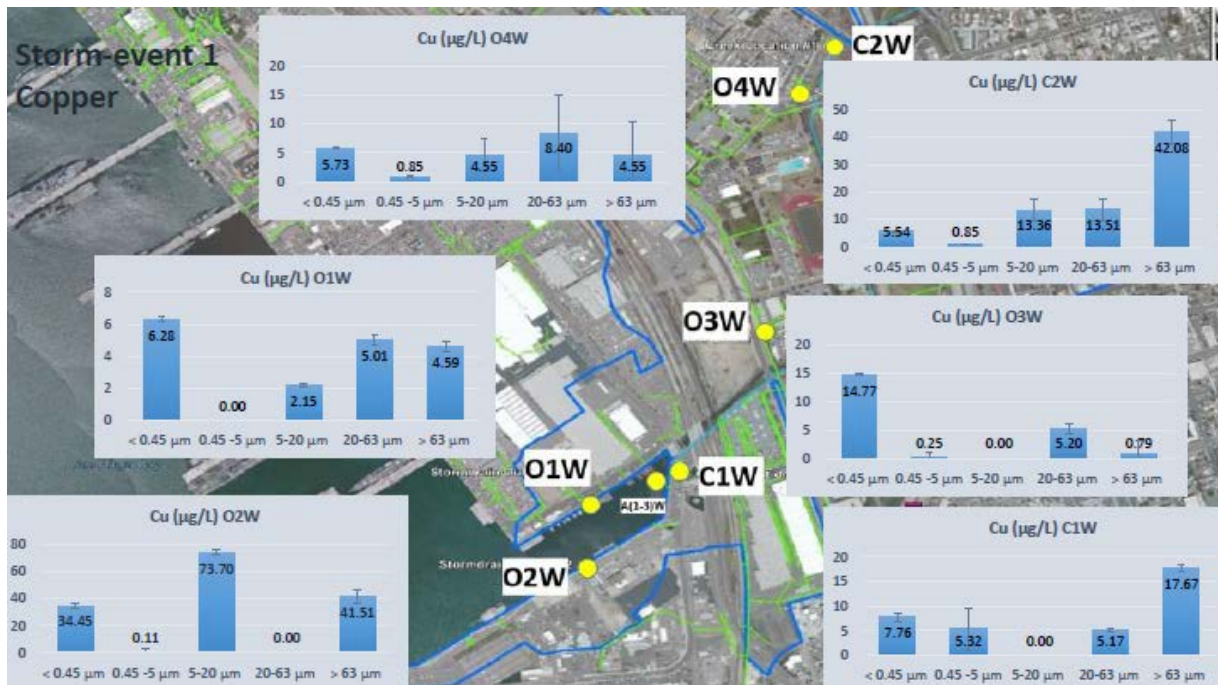 Storm-event 1
Copper
Cu (µg/L) O4W
20
15
10
5
0
5.73
0.85
4.55
8.40
4.55
< 0.45 µm 0.45 -5 µm 5-20 µm 20-63 µm > 63 µm
C2W
O4W
Cu (µg/L) C2W
50
40
30
20
10
0
5.54
0.85
13.36
13.51
42.08
< 0.45 µm 0.45 -5 µm 5-20 µm 20-63 µm > 63 µm
Cu (µg/L) O1W
8
6
4
2
0
6.28
0.00
2.15
5.01
4.59
< 0.45 µm 0.45 -5 µm 5-20 µm 20-63 µm > 63 µm
O3W
Cu (µg/L) O3W
20
15
10
5
0
14.77
0.25
0.00
5.20
0.79
< 0.45 µm 0.45 -5 µm 5-20 µm 20-63 µm > 63 µm
O1W
A(1-3)W
C1W
O2W
Stormdrain
Cu (µg/L) O2W
80
60
40
20
0
34.45
0.11
73.70
0.00
41.51
< 0.45 µm 0.45 -5 µm 5-20 µm 20-63 µm > 63 µm
Cu (µg/L) C1W
20
15
10
5
0
7.76
5.32
0.00
5.17
17.67
< 0.45 µm 0.45 -5 µm 5-20 µm 20-63 µm > 63 µm